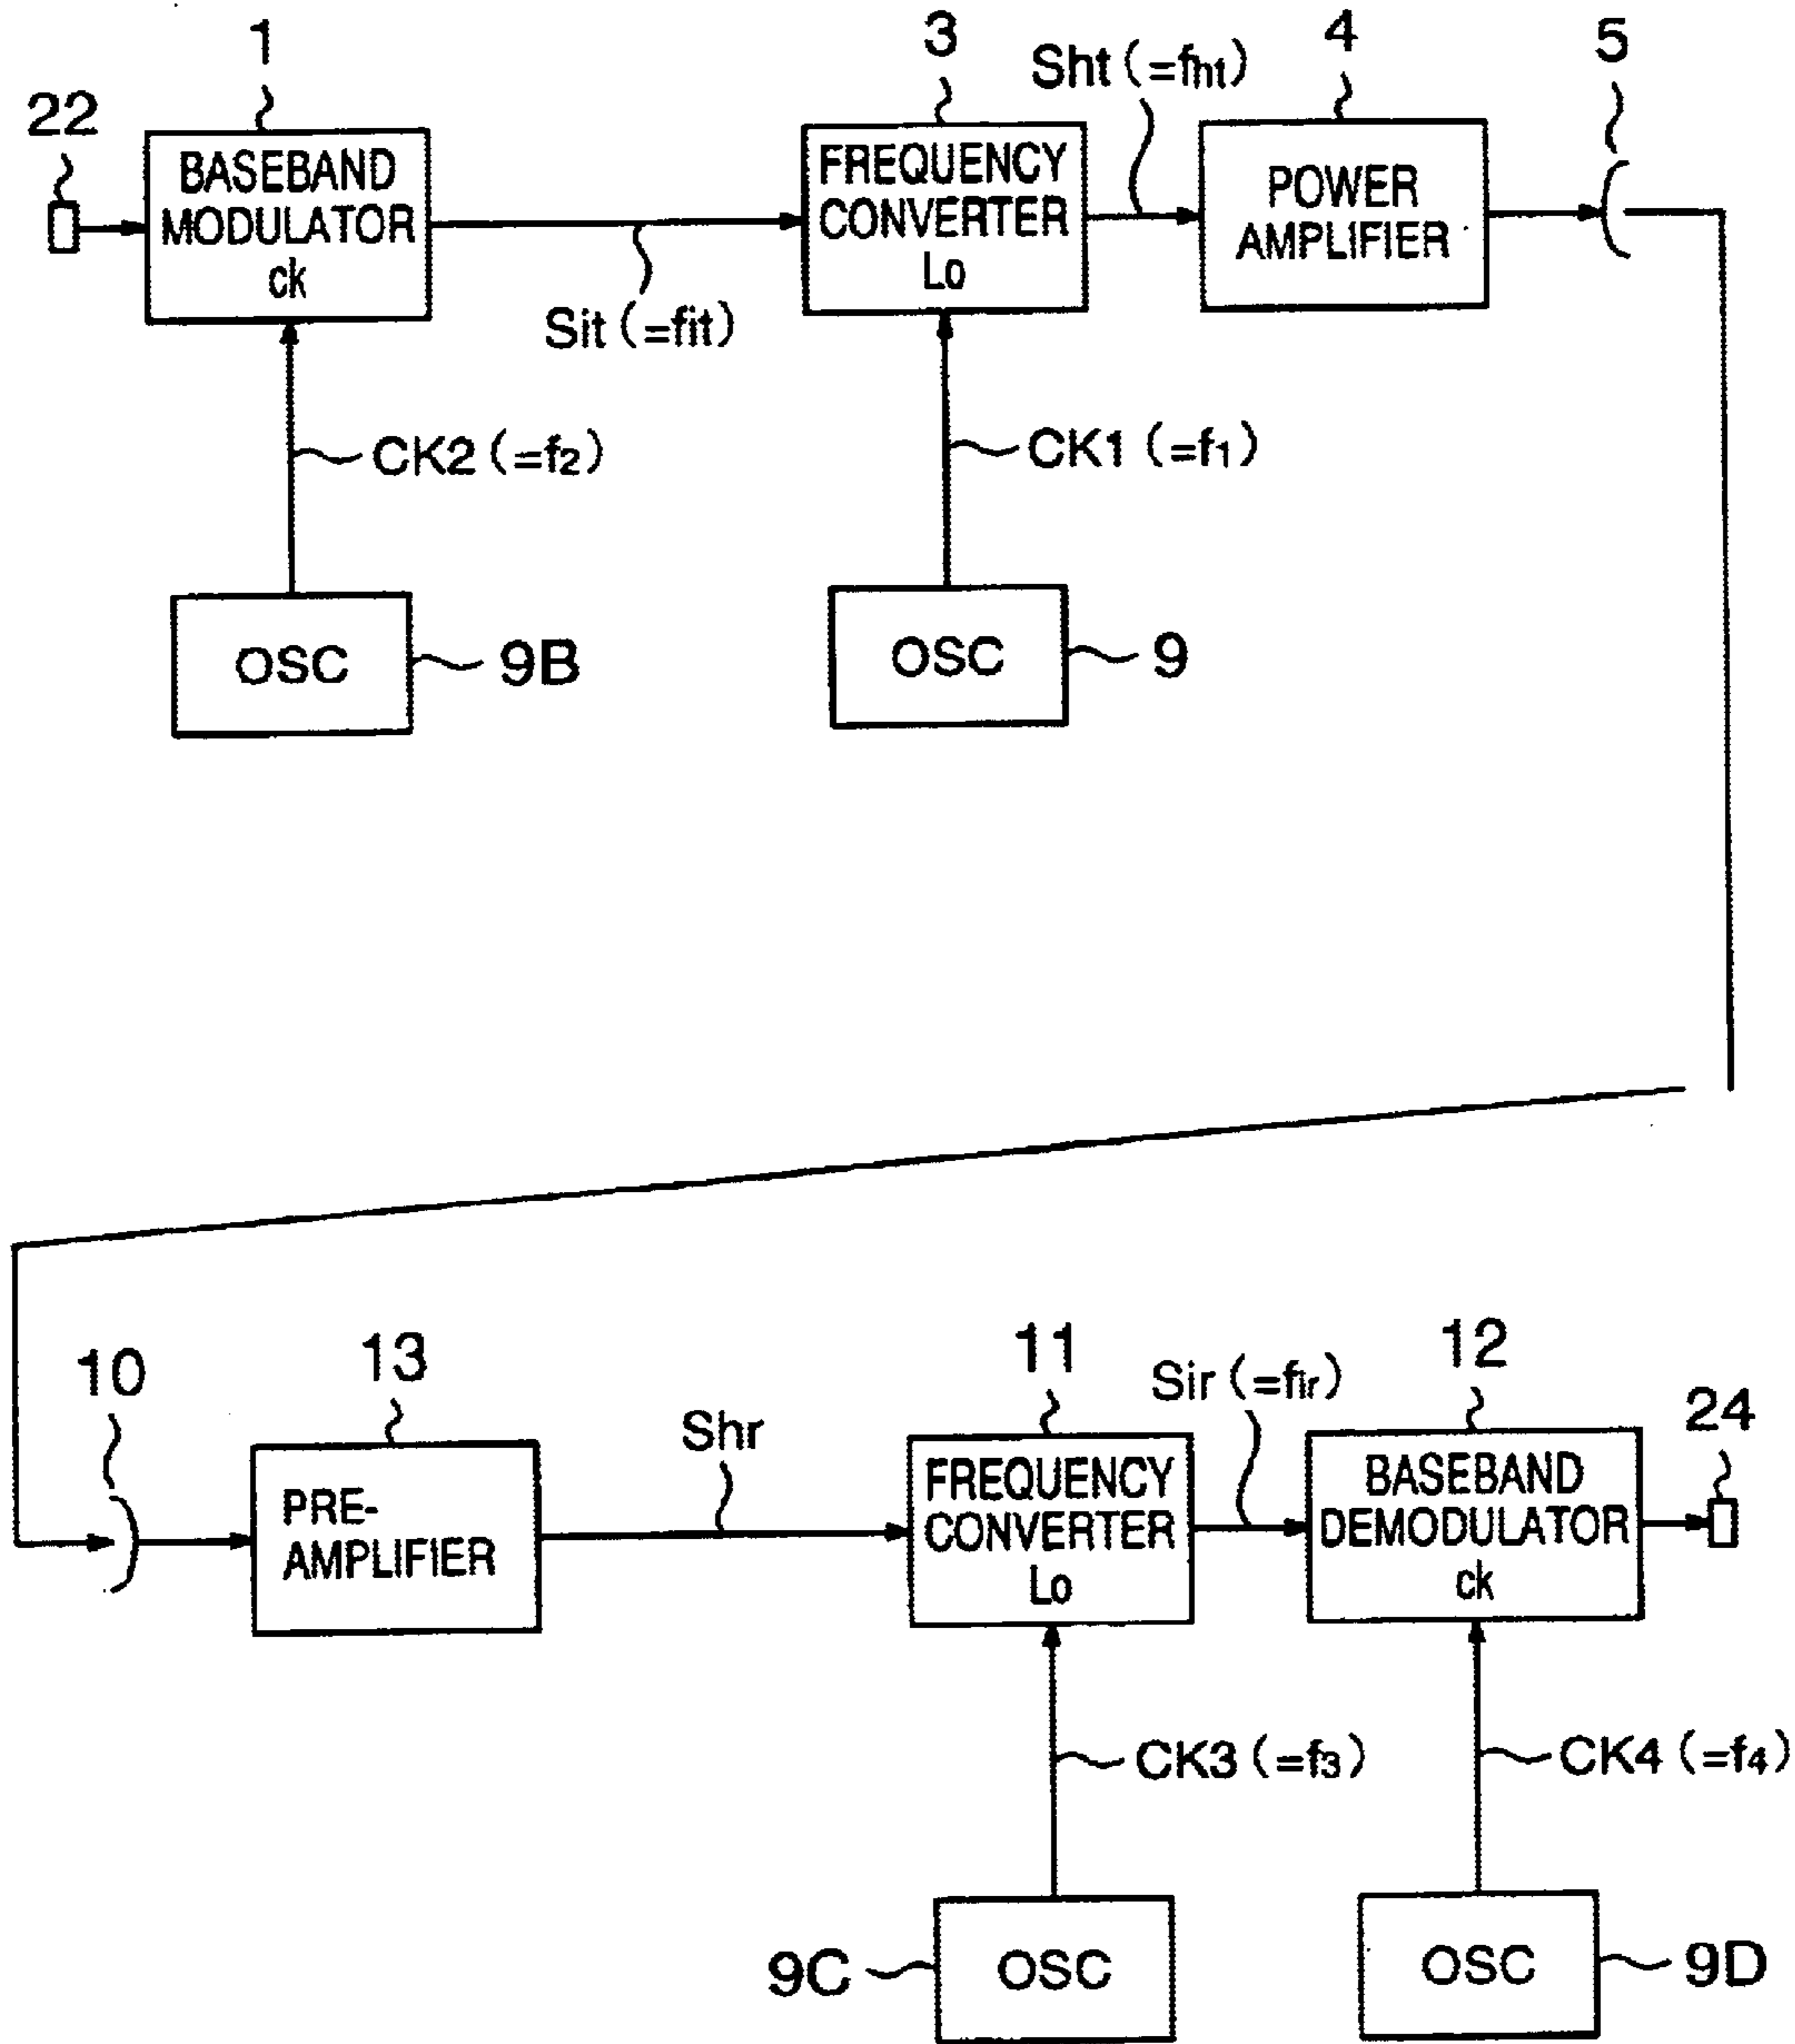 1
3
Sht (=fht)
4
5
22
BASEBAND
MODULATOR
ck
FREQUENCY
CONVERTER
Lo
POWER
AMPLIFIER
Sit (=fit)
CK2 (=f2)
CK1 (=f1)
OSC
9B
OSC
9
10
13
Shr
11
Sir (=fir)
12
24
PRE-
AMPLIFIER
FREQUENCY
CONVERTER
Lo
BASEBAND
DEMODULATOR
ck
CK3 (=f3)
CK4 (=f4)
9C
OSC
OSC
9D